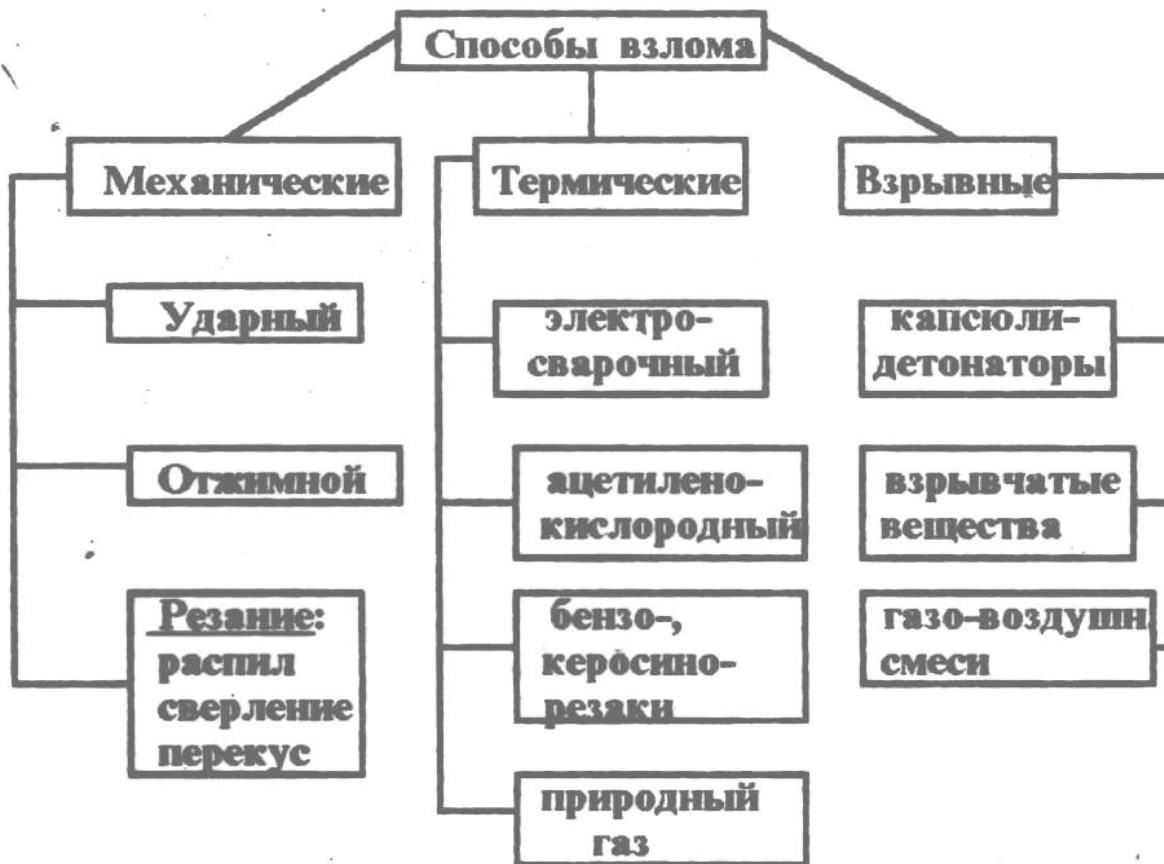 Способы взлома
Механические
Термические
Взрывные
Ударный
Отжимной
Резание:
распил
сверление
перекус
электро-
сварочный
ацетилено-
кислородный
бензо-,
керосино-
резаки
природный
газ
капсюли-
детонаторы
взрывчатые
вещества
газо-воздушн.
смеси